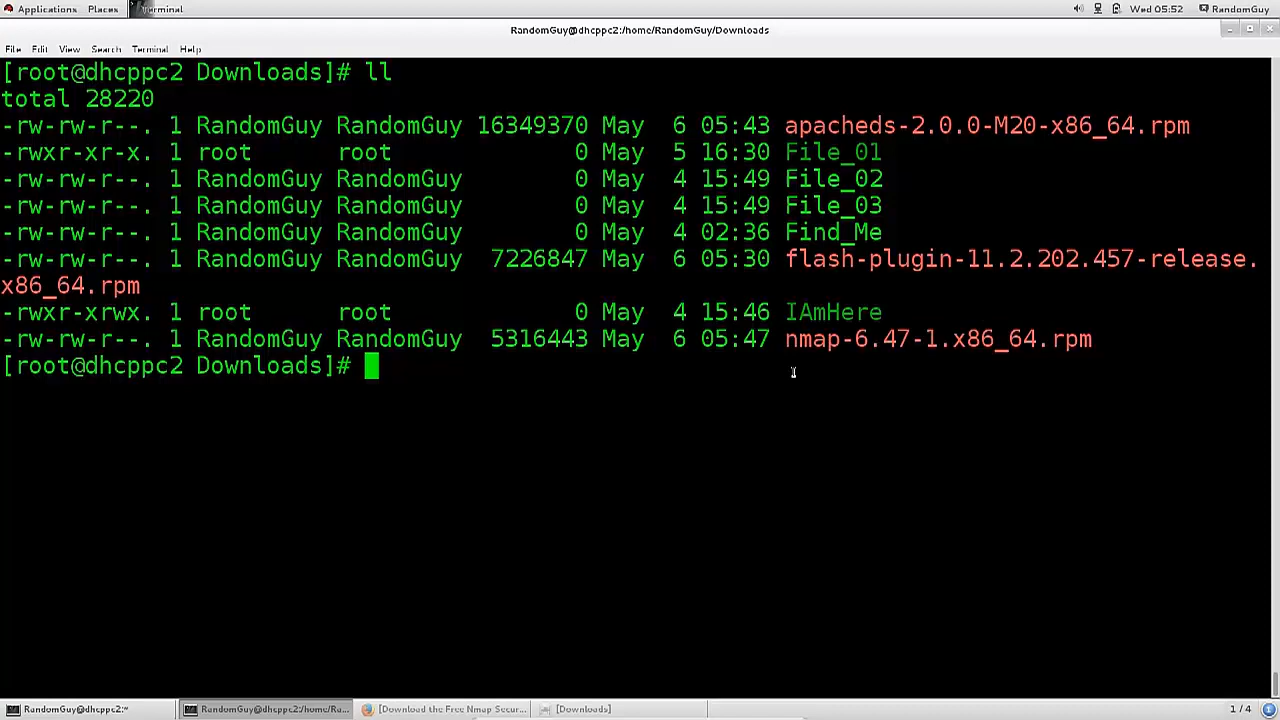 Applications Places Terminal Wed 05:52 RandomGuy
RandomGuy@dhcppc2:/home/RandomGuy/Downloads
File Edit View Search Terminal Help
[root@dhcppc2 Downloads]# ll
total 28220
-rw-rw-r--. 1 RandomGuy RandomGuy 16349370 May 6 05:43 apacheds-2.0.0-M20-x86_64.rpm
-rwxr-xr-x. 1 root root 0 May 5 16:30 File_01
-rw-rw-r--. 1 RandomGuy RandomGuy 0 May 4 15:49 File_02
-rw-rw-r--. 1 RandomGuy RandomGuy 0 May 4 15:49 File_03
-rw-rw-r--. 1 RandomGuy RandomGuy 0 May 4 02:36 Find_Me
-rw-rw-r--. 1 RandomGuy RandomGuy 7226847 May 6 05:30 flash-plugin-11.2.202.457-release.
x86_64.rpm
-rwxr-xrwx. 1 root root 0 May 4 15:46 IAmHere
-rw-rw-r--. 1 RandomGuy RandomGuy 5316443 May 6 05:47 nmap-6.47-1.x86_64.rpm
[root@dhcppc2 Downloads]#
RandomGuy@dhcppc2:~ RandomGuy@dhcppc2:/home/Ra... [Download the Free Nmap Secur... [Downloads] 1 / 4